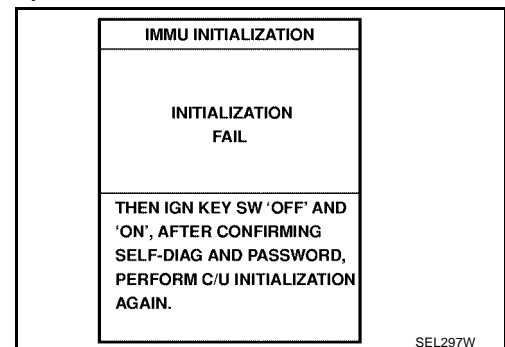 IMMU INITIALIZATION
INITIALIZATION
FAIL
THEN IGN KEY SW 'OFF' AND
'ON', AFTER CONFIRMING
SELF-DIAG AND PASSWORD,
PERFORM C/U INITIALIZATION
AGAIN.
SEL297W